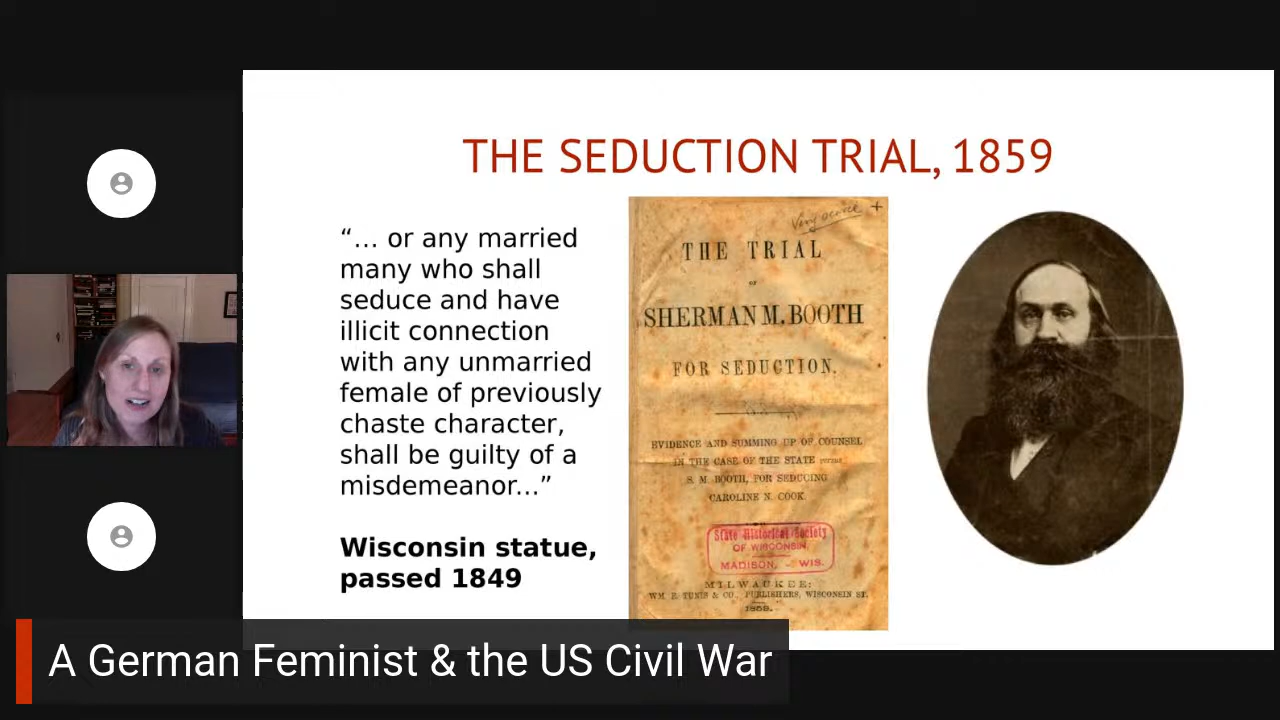 THE SEDUCTION TRIAL, 1859
“... or any married
many who shall
seduce and have
illicit connection
with any unmarried
female of previously
chaste character,
shall be guilty of a
misdemeanor...”
Wisconsin statue,
passed 1849
Very scarce
THE TRIAL
OF
SHERMAN M. BOOTH
FOR SEDUCTION.
EVIDENCE AND SUMMING UP OF COUNSEL
IN THE CASE OF THE STATE versus
S. M. BOOTH, FOR SEDUCING
CAROLINE N. COOK.
State Historical Society
OF WISCONSIN,
MADISON, - WIS.
MILWAUKEE:
WM. E. TUNIS & CO., PUBLISHERS, WISCONSIN ST.
1859.
A German Feminist & the US Civil War